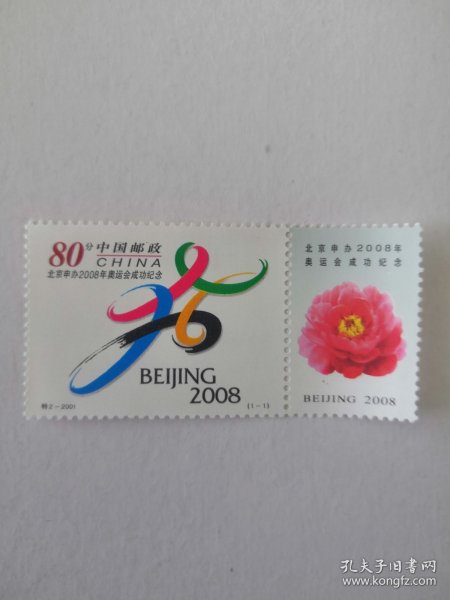 80分 中国邮政
CHINA
北京申办2008年奥运会成功纪念
BEIJING
2008
特2-2001
(1-1)
北京申办2008年
奥运会成功纪念
BEIJING 2008
孔夫子旧书网
www.kongfz.com